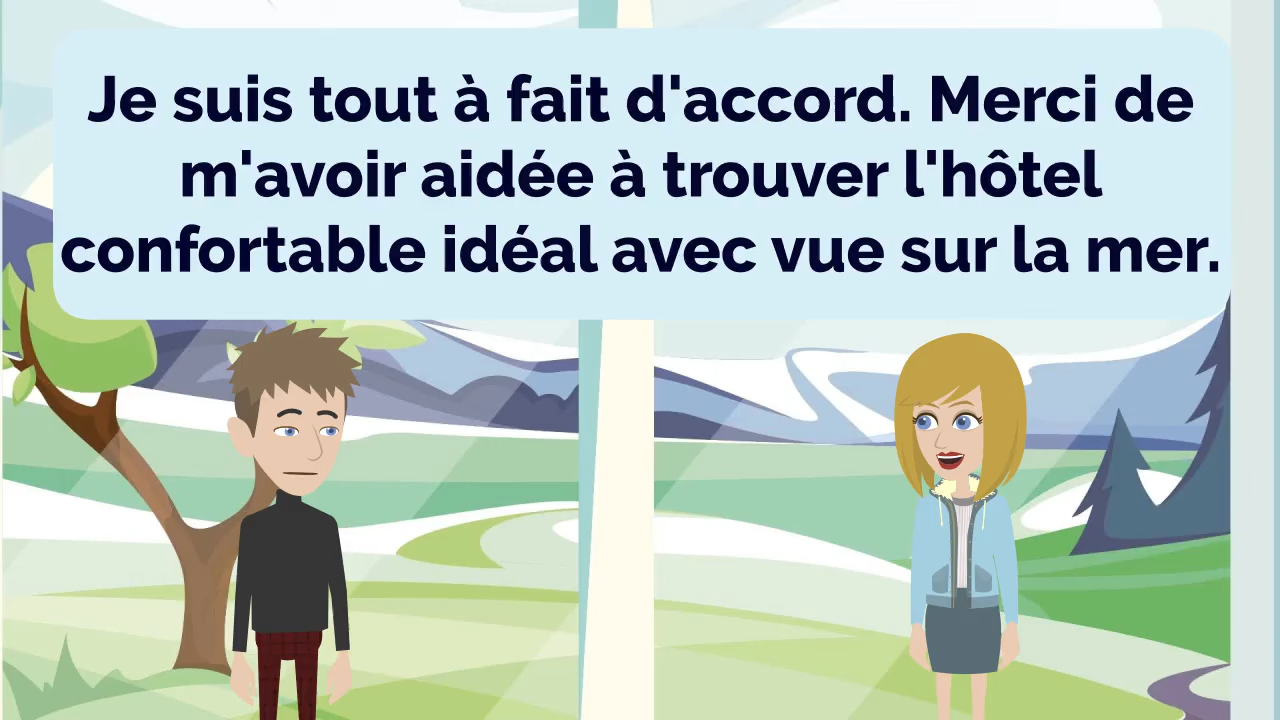 Je suis tout à fait d'accord. Merci de
m'avoir aidée à trouver l'hôtel
confortable idéal avec vue sur la mer.